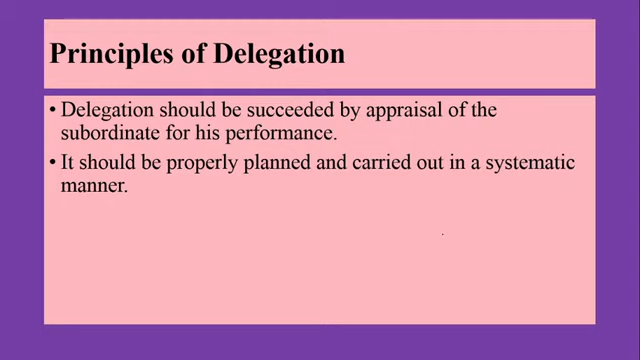 Principles of Delegation
• Delegation should be succeeded by appraisal of the
subordinate for his performance.
• It should be properly planned and carried out in a systematic
manner.